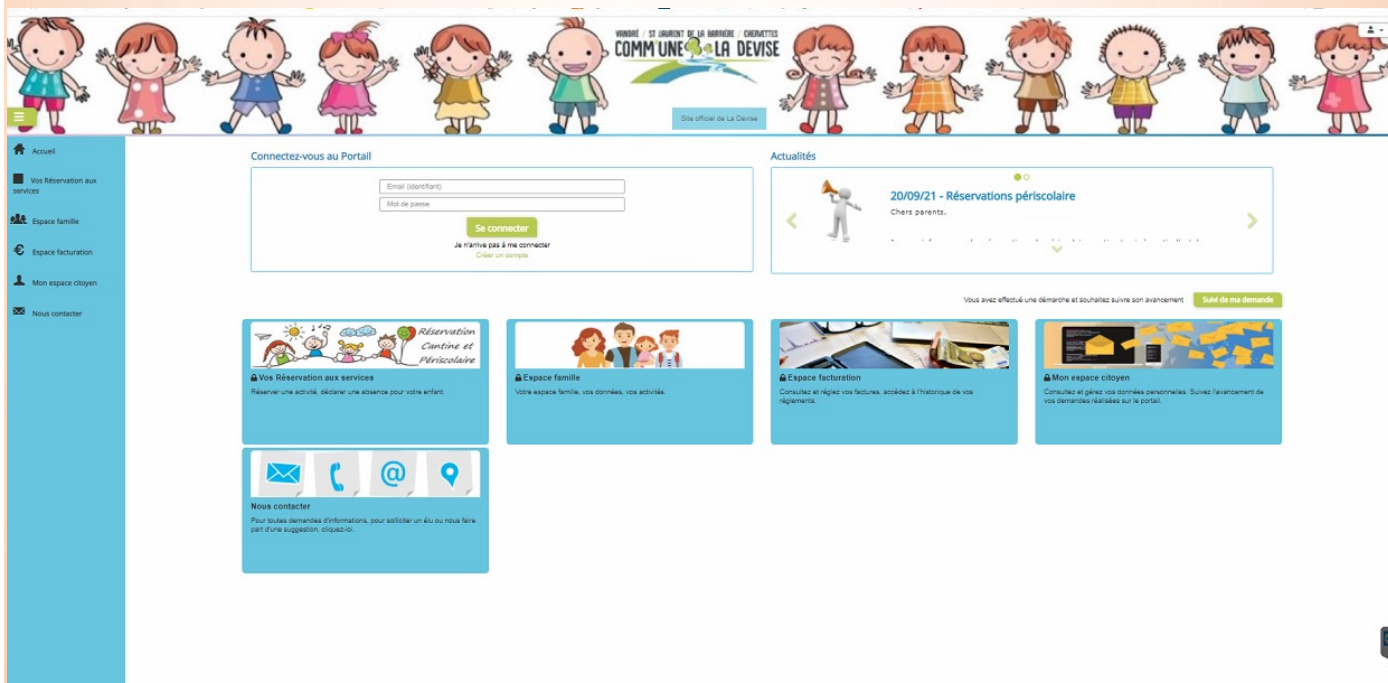 VANDRÉ / ST LAURENT DE LA BARRIÈRE / CHERVETTES
COMMUNE LA DEVISE
Site officiel de La Devise
Accueil
Vos Réservation aux
services
Espace famille
Espace facturation
Mon espace citoyen
Nous contacter
Connectez-vous au Portail
Email (identifiant)
Mot de passe
Se connecter
Je n'arrive pas à me connecter
Créer un compte
Actualités
20/09/21 - Réservations périscolaire
Chers parents,
Vous avez effectué une démarche et souhaitez suivre son avancement
Suivi de ma demande
Réservation
Cantine et
Périscolaire
Vos Réservation aux services
Réserver une activité, déclarer une absence pour votre enfant.
Espace famille
Votre espace famille, vos données, vos activités.
Espace facturation
Consultez et réglez vos factures, accédez à l'historique de vos
règlements.
Mon espace citoyen
Consultez et gérez vos données personnelles. Suivez l'avancement de
vos demandes réalisées sur le portail.
@
Nous contacter
Pour toutes demandes d'informations, pour solliciter un élu ou nous faire
part d'une suggestion, cliquez-ici.